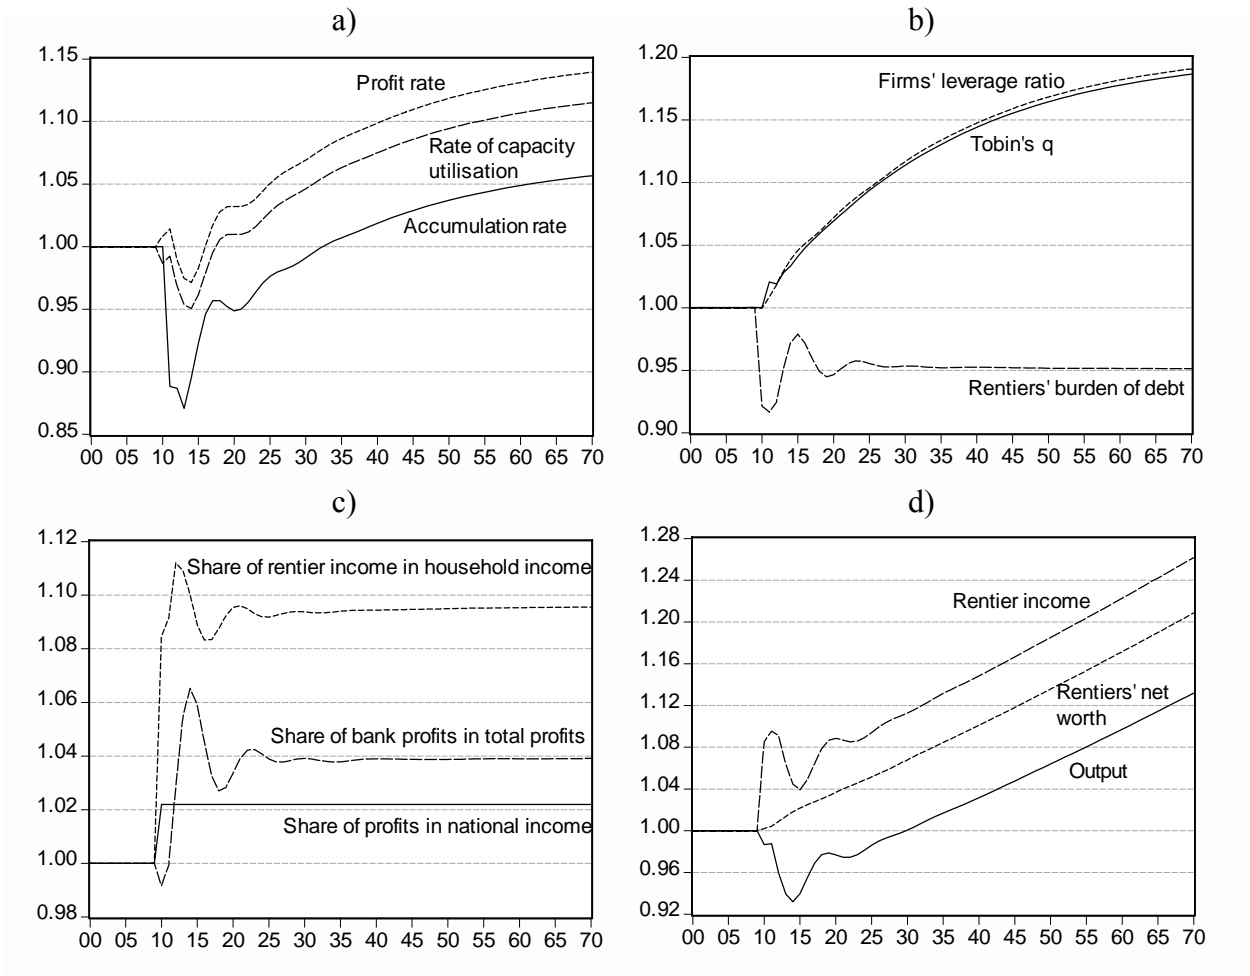 a)
1.15
1.10
1.05
1.00
0.95
0.90
0.85
Profit rate
Rate of capacity
utilisation
Accumulation rate
00 05 10 15 20 25 30 35 40 45 50 55 60 65 70
b)
1.20
1.15
1.10
1.05
1.00
0.95
0.90
Firms' leverage ratio
Tobin's q
Rentiers' burden of debt
00 05 10 15 20 25 30 35 40 45 50 55 60 65 70
c)
1.12
1.10
1.08
1.06
1.04
1.02
1.00
0.98
Share of rentier income in household income
Share of bank profits in total profits
Share of profits in national income
00 05 10 15 20 25 30 35 40 45 50 55 60 65 70
d)
1.28
1.24
1.20
1.16
1.12
1.08
1.04
1.00
0.96
0.92
Rentier income
Rentiers' net
worth
Output
00 05 10 15 20 25 30 35 40 45 50 55 60 65 70